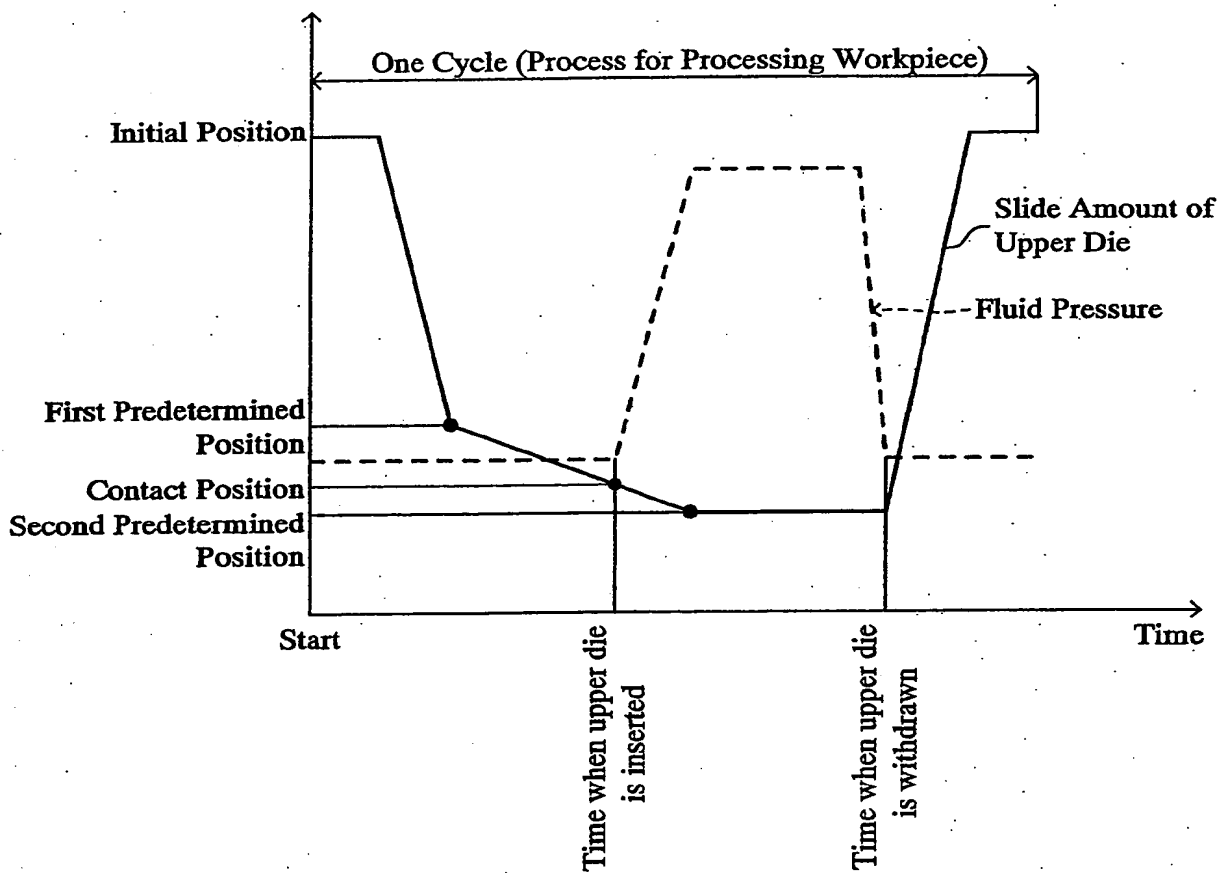 One Cycle (Process for Processing Workpiece)
Initial Position
Slide Amount of
Upper Die
Fluid Pressure
First Predetermined
Position
Contact Position
Second Predetermined
Position
Start
Time
Time when upper die
is inserted
Time when upper die
is withdrawn